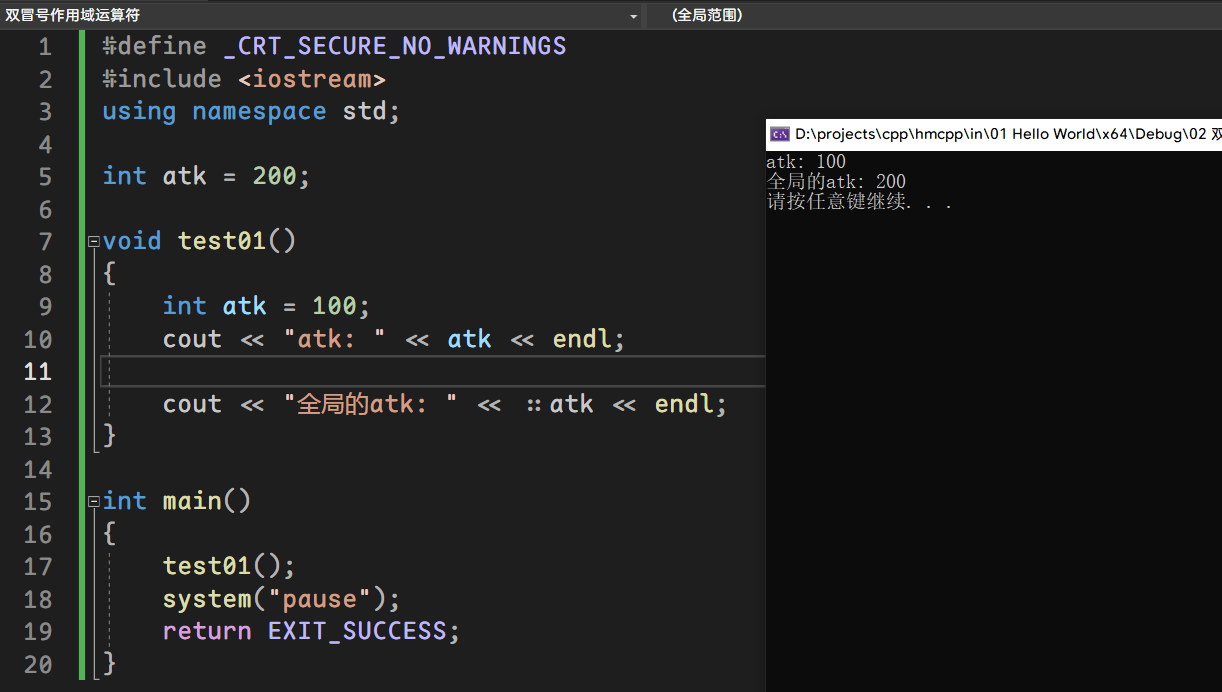 双冒号作用域运算符
(全局范围)
1 #define _CRT_SECURE_NO_WARNINGS
2 #include <iostream>
3 using namespace std;
4
5 int atk = 200;
6
7 void test01()
8 {
9 int atk = 100;
10 cout << "atk: " << atk << endl;
11
12 cout << "全局的atk: " << ::atk << endl;
13 }
14
15 int main()
16 {
17 test01();
18 system("pause");
19 return EXIT_SUCCESS;
20 }
D:\projects\cpp\hmcpp\in\01 Hello World\x64\Debug\02 双
atk: 100
全局的atk: 200
请按任意键继续. . .